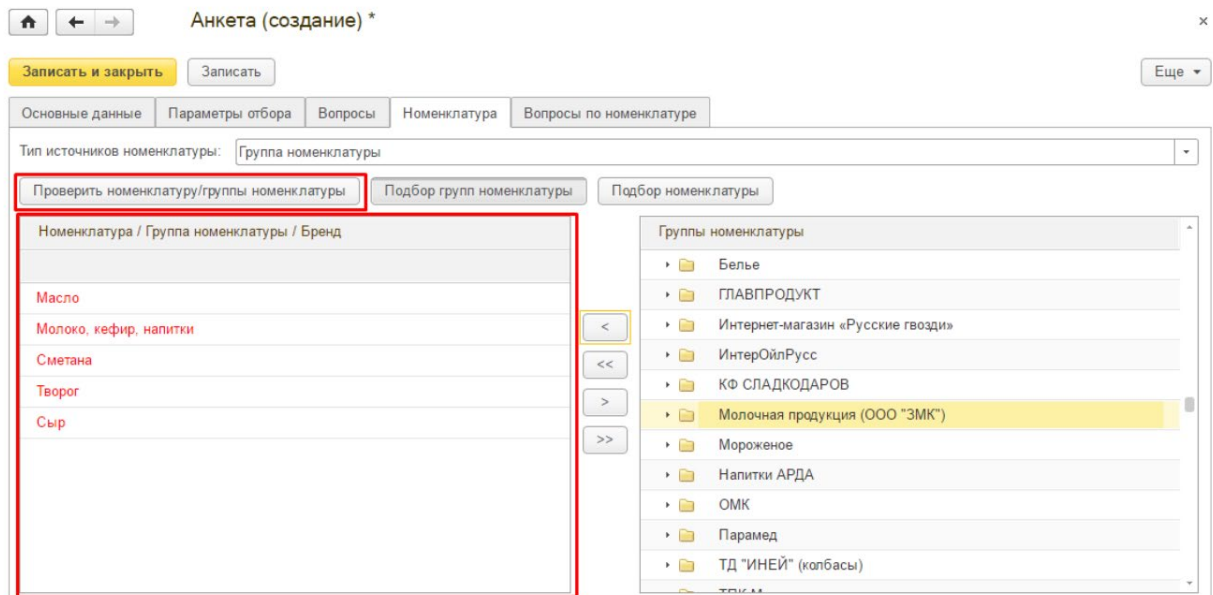 Анкета (создание) *
Записать и закрыть Записать Еще
Основные данные Параметры отбора Вопросы Номенклатура Вопросы по номенклатуре
Тип источников номенклатуры: Группа номенклатуры
Проверить номенклатуру/группы номенклатуры Подбор групп номенклатуры Подбор номенклатуры
Номенклатура / Группа номенклатуры / Бренд
Масло
Молоко, кефир, напитки
Сметана
Творог
Сыр
<
<<
>
>>
Группы номенклатуры
Белье
ГЛАВПРОДУКТ
Интернет-магазин «Русские гвозди»
ИнтерОйлРусс
КФ СЛАДКОДАРОВ
Молочная продукция (ООО "ЗМК")
Мороженое
Напитки АРДА
ОМК
Парамед
ТД "ИНЕЙ" (колбасы)